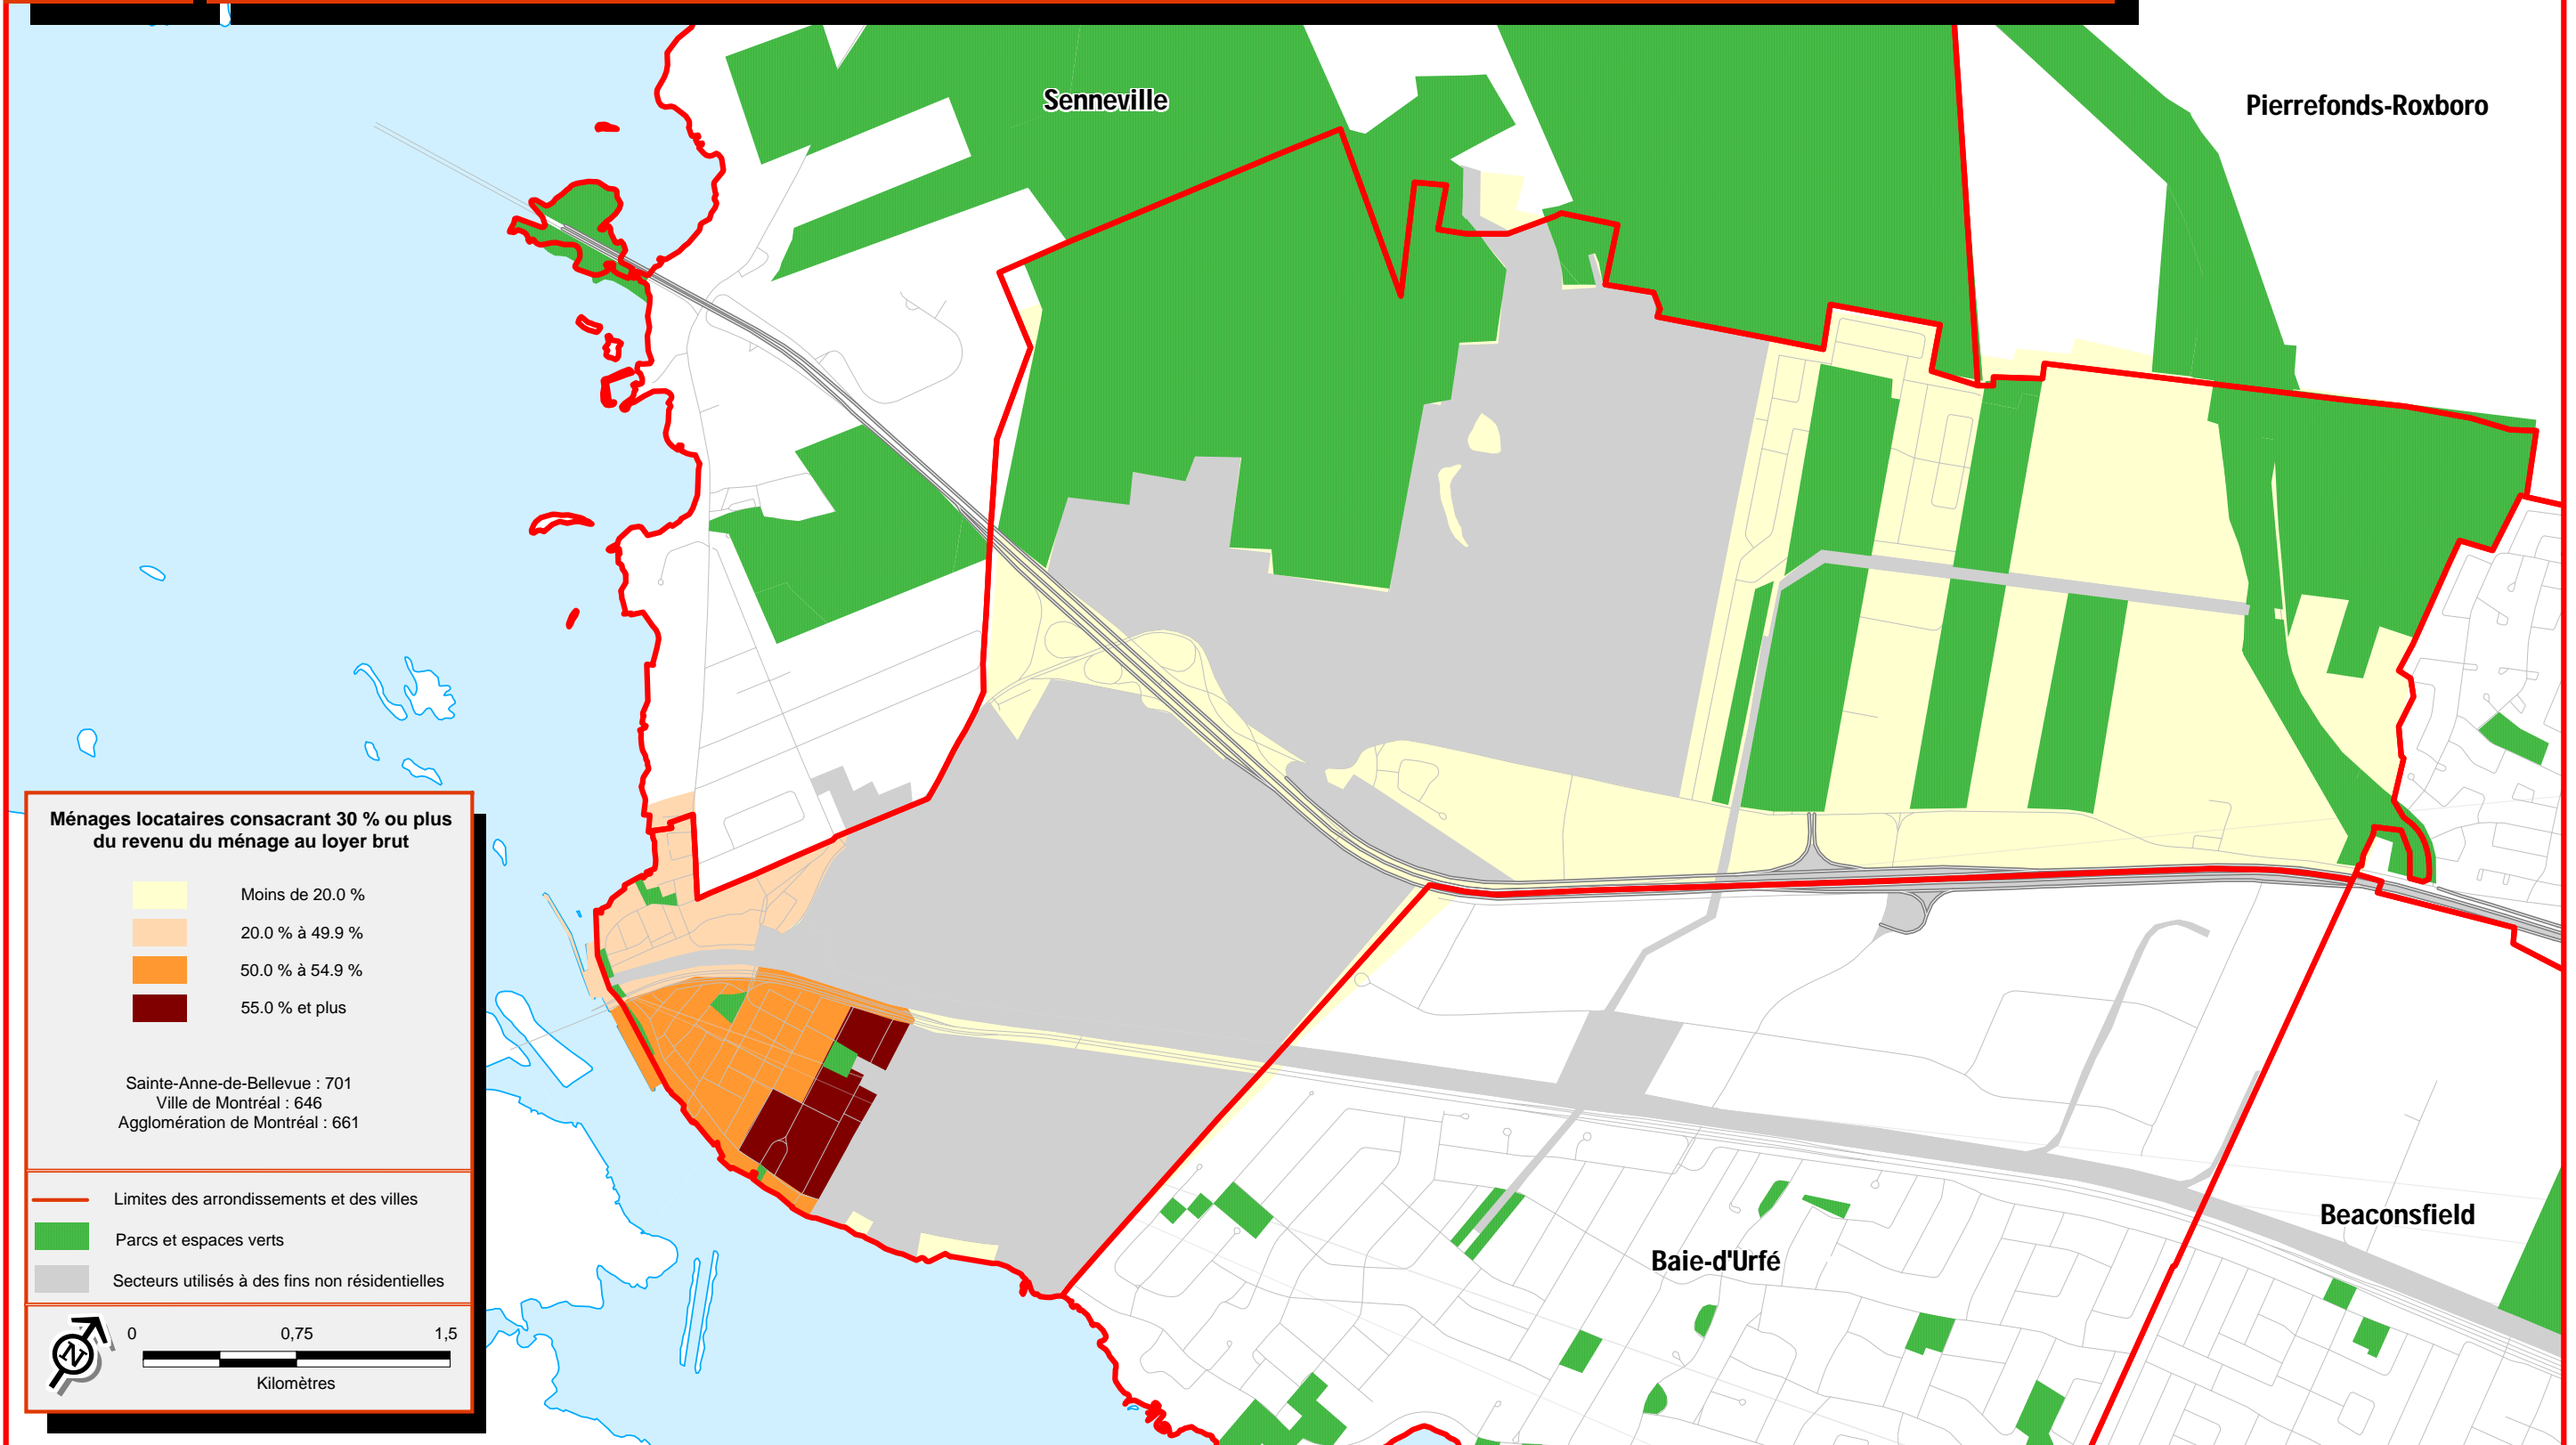 Senneville
Pierrefonds-Roxboro
Ménages locataires consacrant 30 % ou plus
du revenu du ménage au loyer brut
Moins de 20.0 %
20.0 % à 49.9 %
50.0 % à 54.9 %
55.0 % et plus
Sainte-Anne-de-Bellevue : 701
Ville de Montréal : 646
Agglomération de Montréal : 661
Limites des arrondissements et des villes
Parcs et espaces verts
Secteurs utilisés à des fins non résidentielles
N
0 0,75 1,5
Kilomètres
Baie-d'Urfé
Beaconsfield